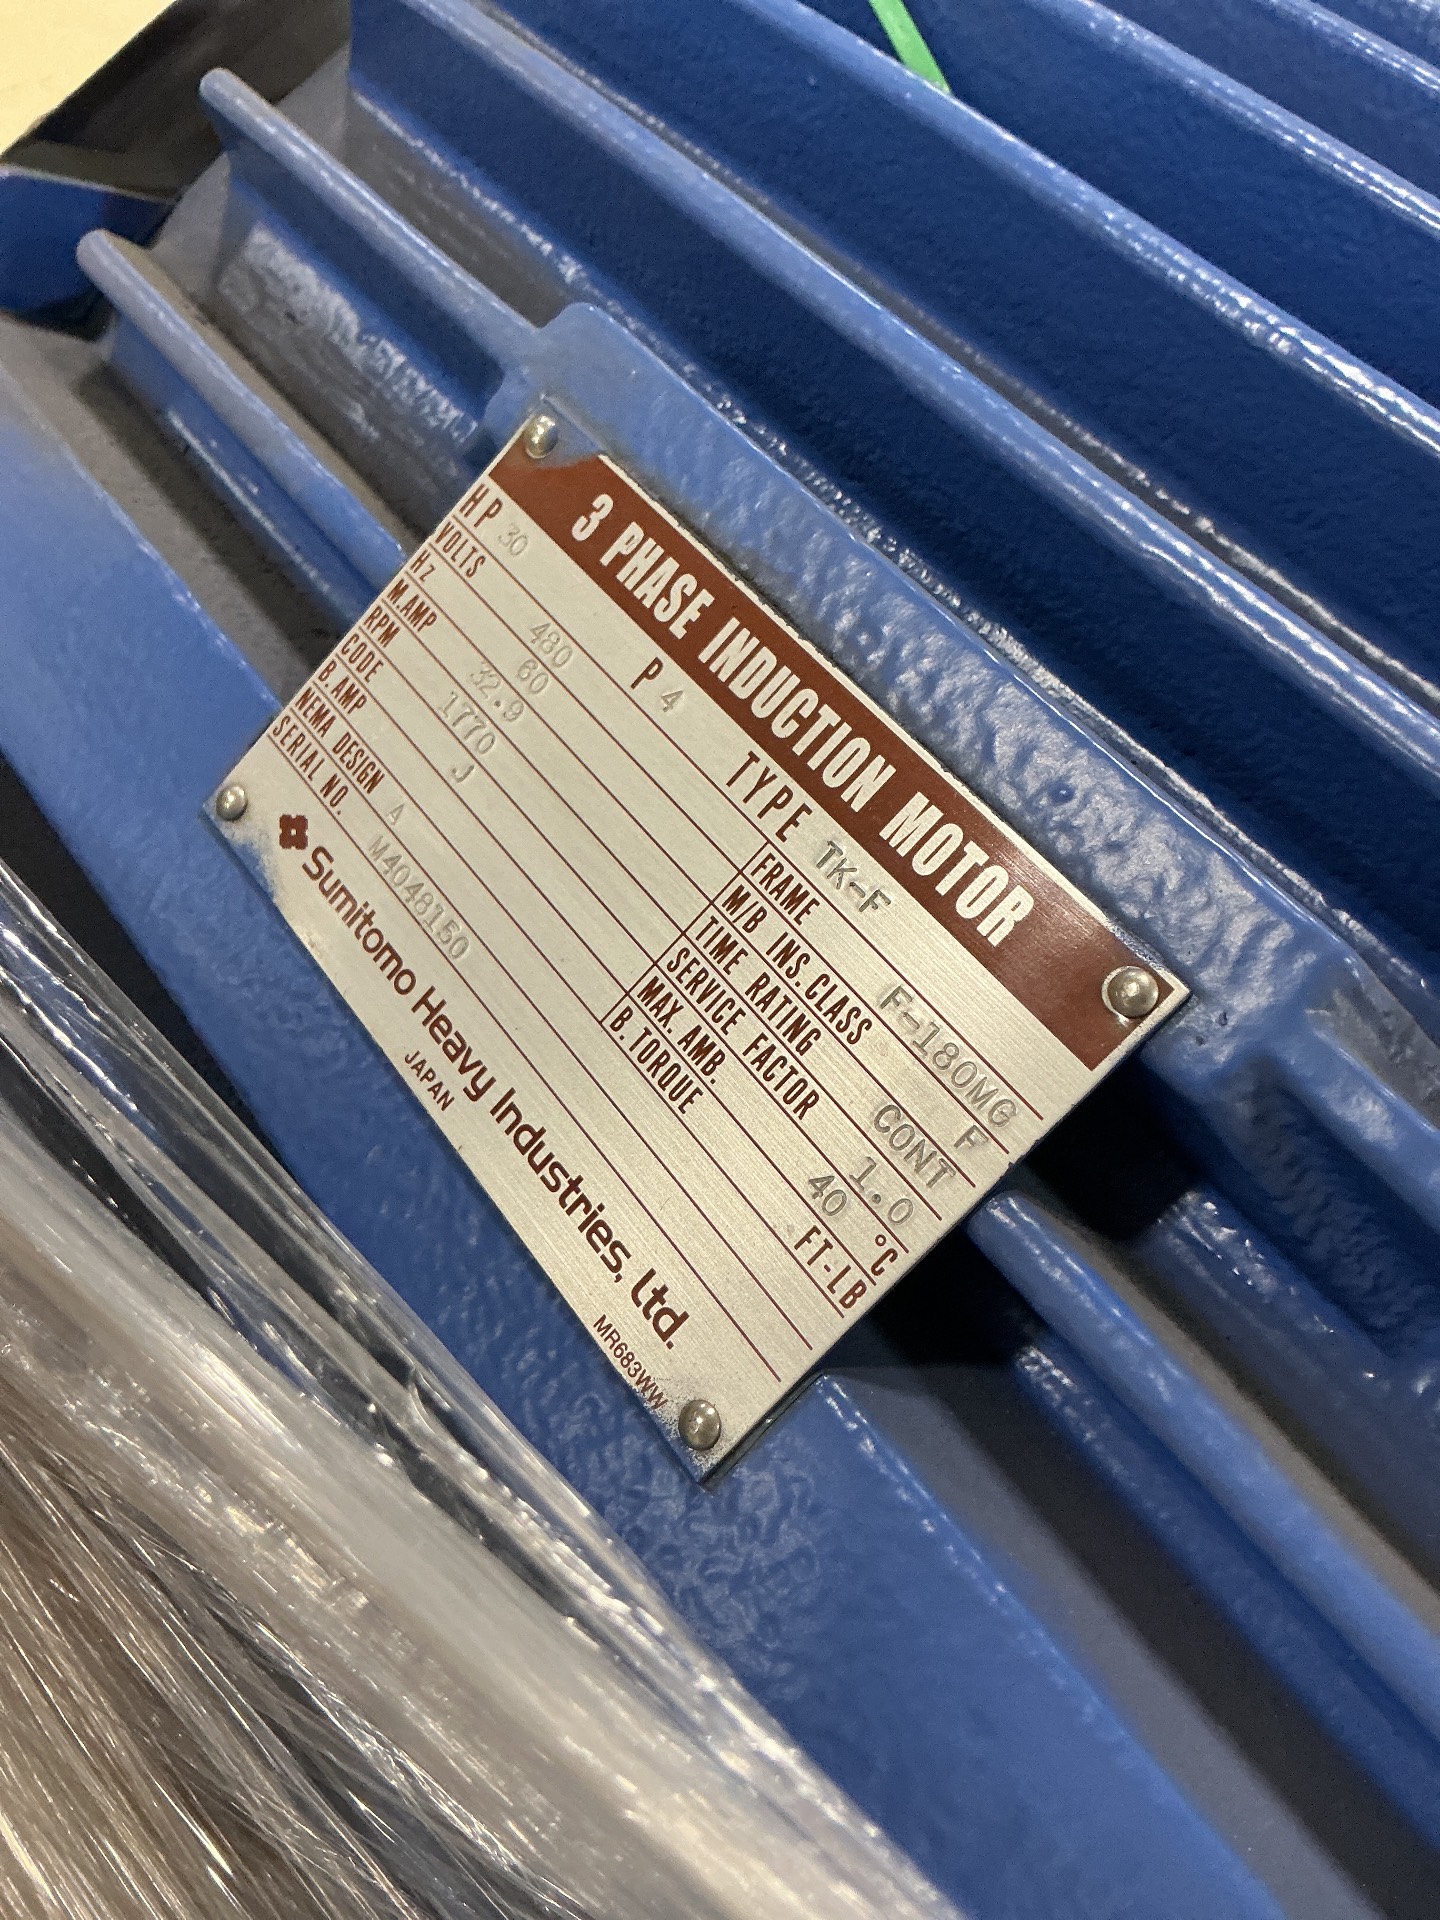 3 PHASE INDUCTION MOTOR
HP 30 P 4 TYPE TK-F
VOLTS 480 FRAME F-180MG
Hz 60 M/B INS. CLASS F
M.AMP 32.9 TIME RATING CONT
RPM 1770 SERVICE FACTOR 1.0
CODE J MAX. AMB. 40 °C
B. AMP B. TORQUE FT-LB
NEMA DESIGN A
SERIAL NO. M4048150
Sumitomo Heavy Industries, Ltd.
JAPAN
MR683WW